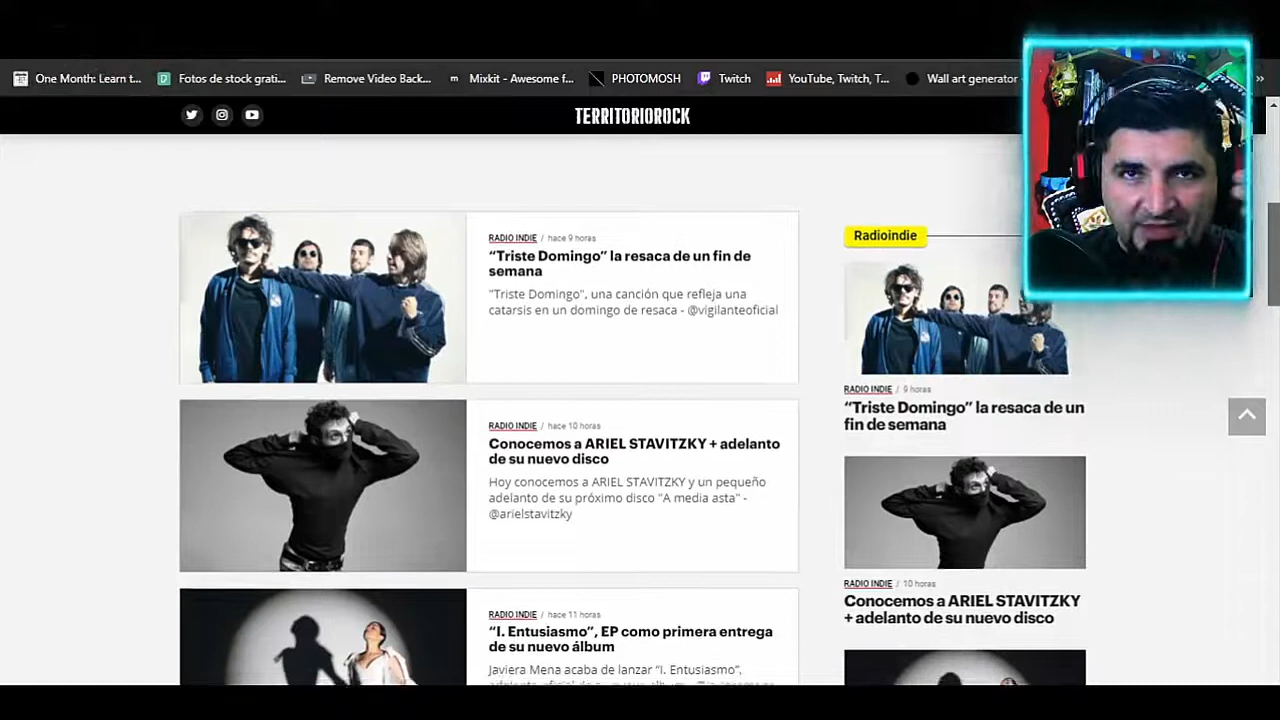 One Month: Learn t...
Fotos de stock grati...
Remove Video Back...
Mixkit - Awesome f...
PHOTOMOSH
Twitch
YouTube, Twitch, T...
Wall art generator
TERRITORIOROCK
RADIO INDIE / hace 9 horas
“Triste Domingo” la resaca de un fin de
semana
"Triste Domingo", una canción que refleja una
catarsis en un domingo de resaca - @vigilanteoficial
RADIO INDIE / hace 10 horas
Conocemos a ARIEL STAVITZKY + adelanto
de su nuevo disco
Hoy conocemos a ARIEL STAVITZKY y un pequeño
adelanto de su próximo disco "A media asta" -
@arielstavitzky
RADIO INDIE / hace 11 horas
“I. Entusiasmo”, EP como primera entrega
de su nuevo álbum
Javiera Mena acaba de lanzar “I. Entusiasmo”,
Radioindie
RADIO INDIE / 9 horas
“Triste Domingo” la resaca de un
fin de semana
RADIO INDIE / 10 horas
Conocemos a ARIEL STAVITZKY
+ adelanto de su nuevo disco